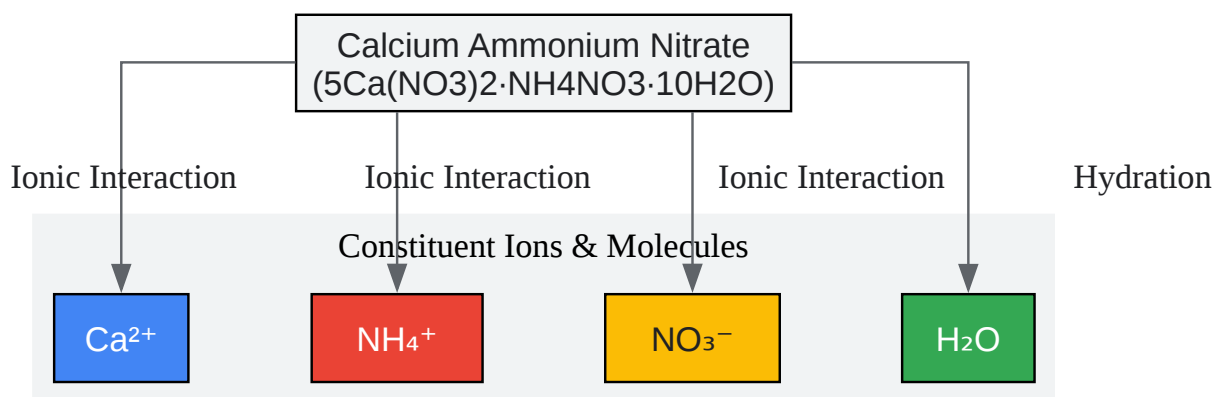 Calcium Ammonium Nitrate
(5Ca(NO3)2·NH4NO3·10H2O)
Ionic Interaction
Ionic Interaction
Ionic Interaction
Hydration
Constituent Ions & Molecules
Ca²⁺
NH₄⁺
NO₃⁻
H₂O